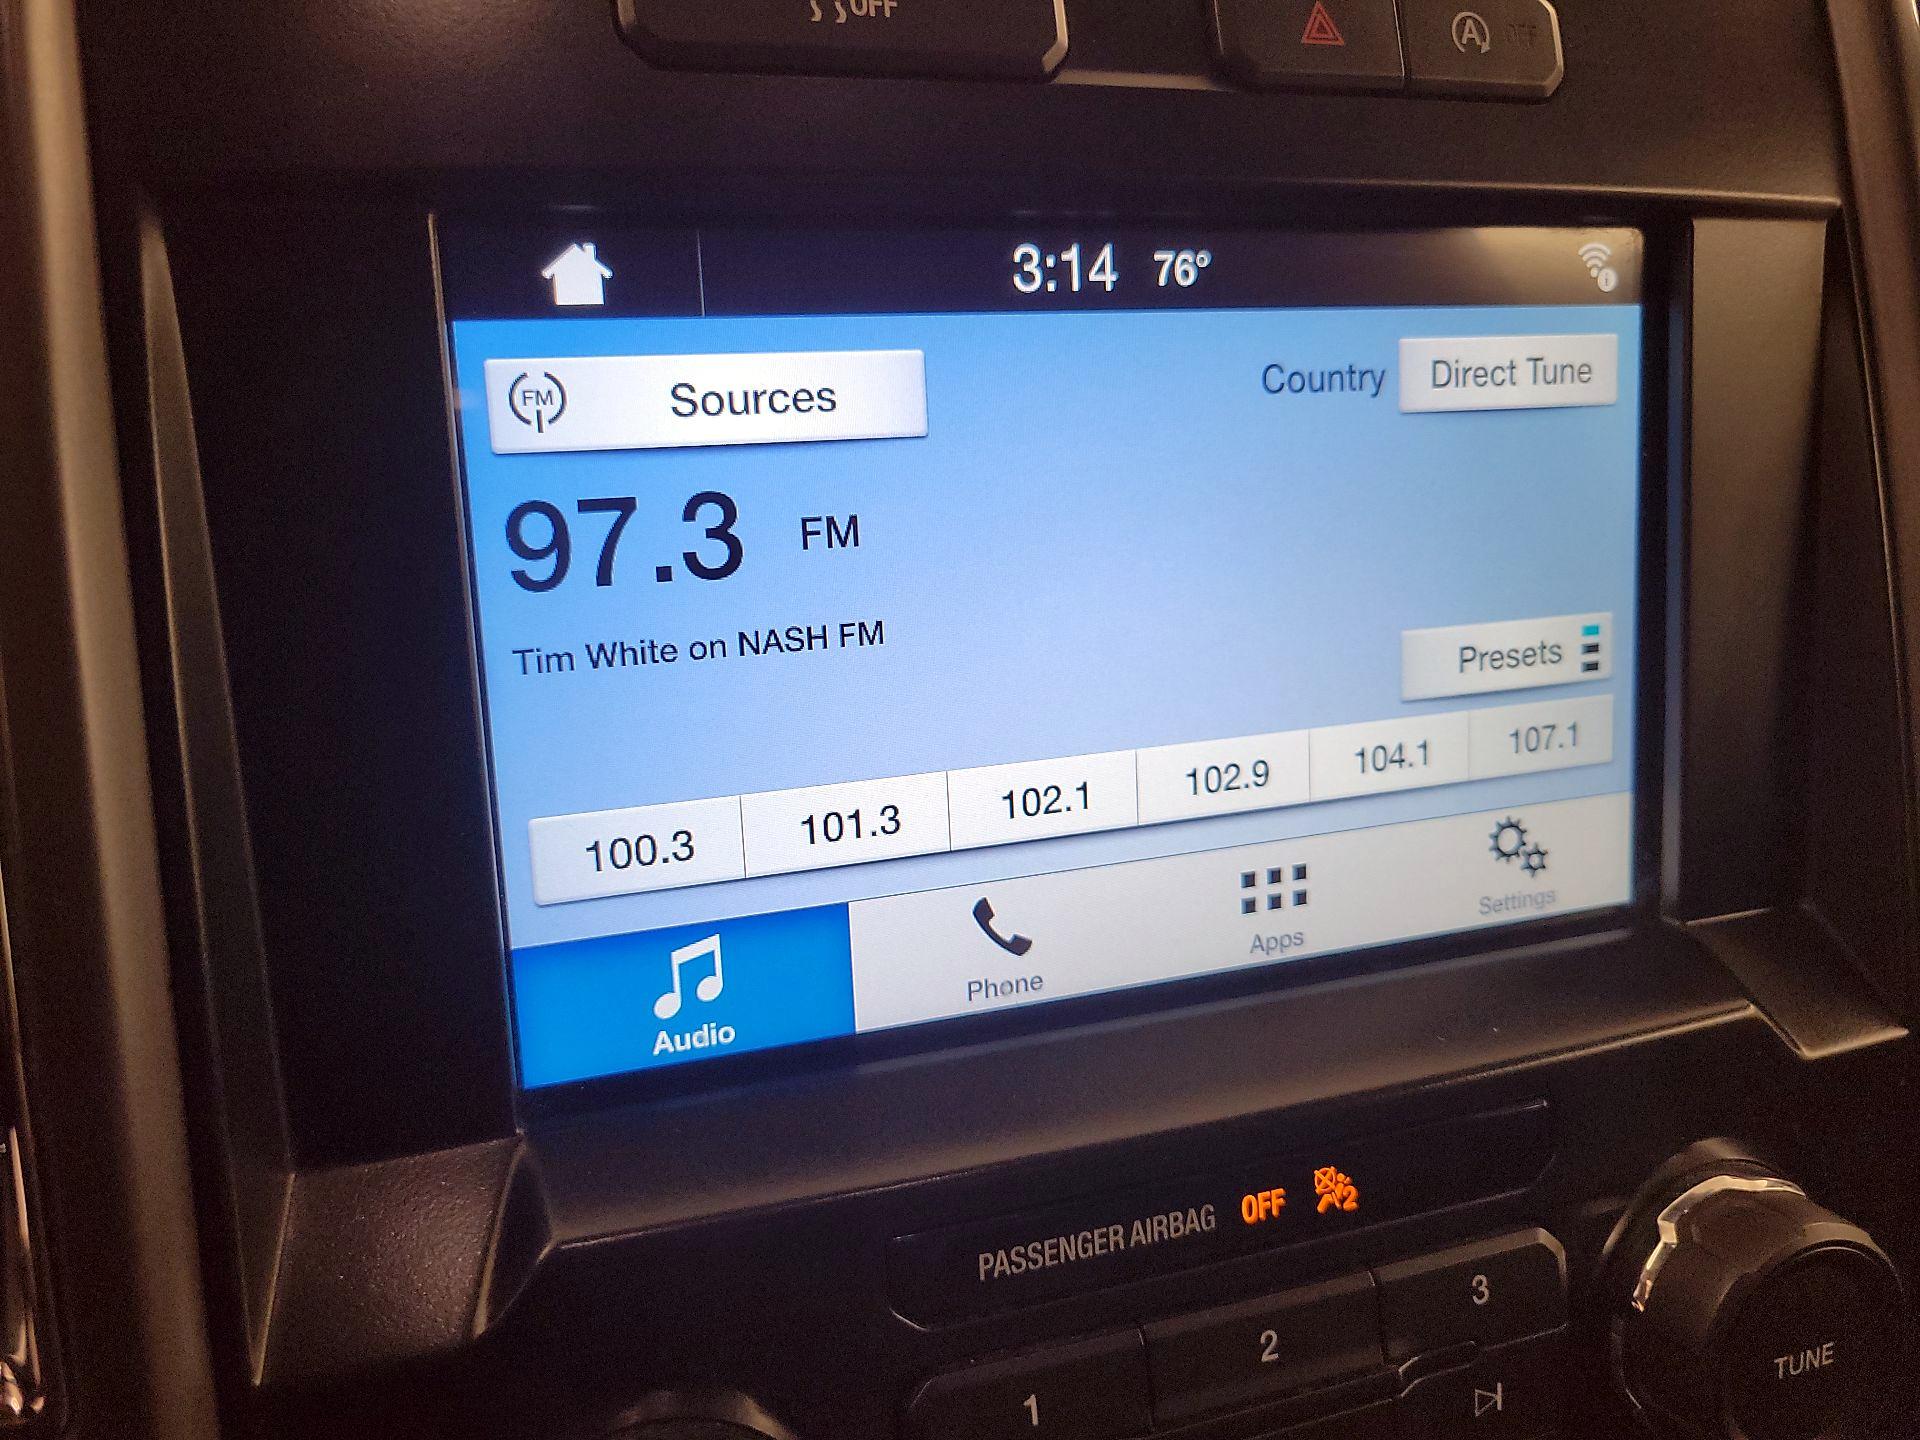 OFF
A OFF
3:14 76°
FM Sources
Country Direct Tune
97.3 FM
Tim White on NASH FM
Presets
100.3 101.3 102.1 102.9 104.1 107.1
Audio Phone Apps Settings
PASSENGER AIRBAG OFF 2
1 2 3
TUNE